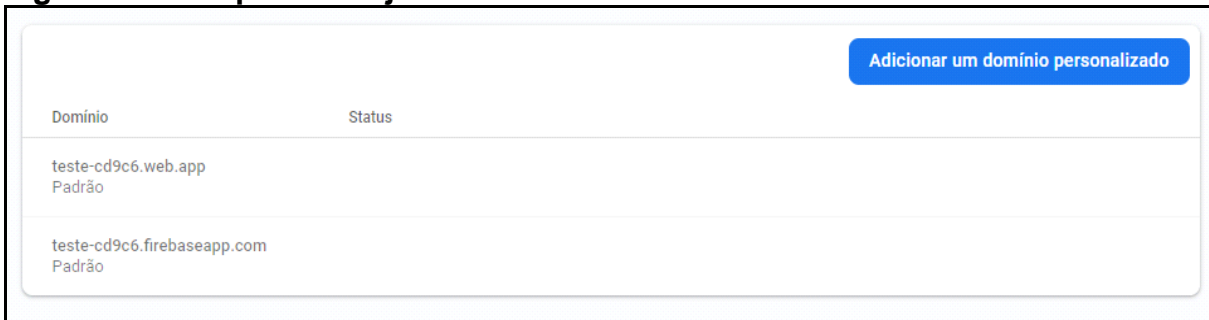 Adicionar um domínio personalizado
Domínio Status
teste-cd9c6.web.app
Padrão
teste-cd9c6.firebaseapp.com
Padrão